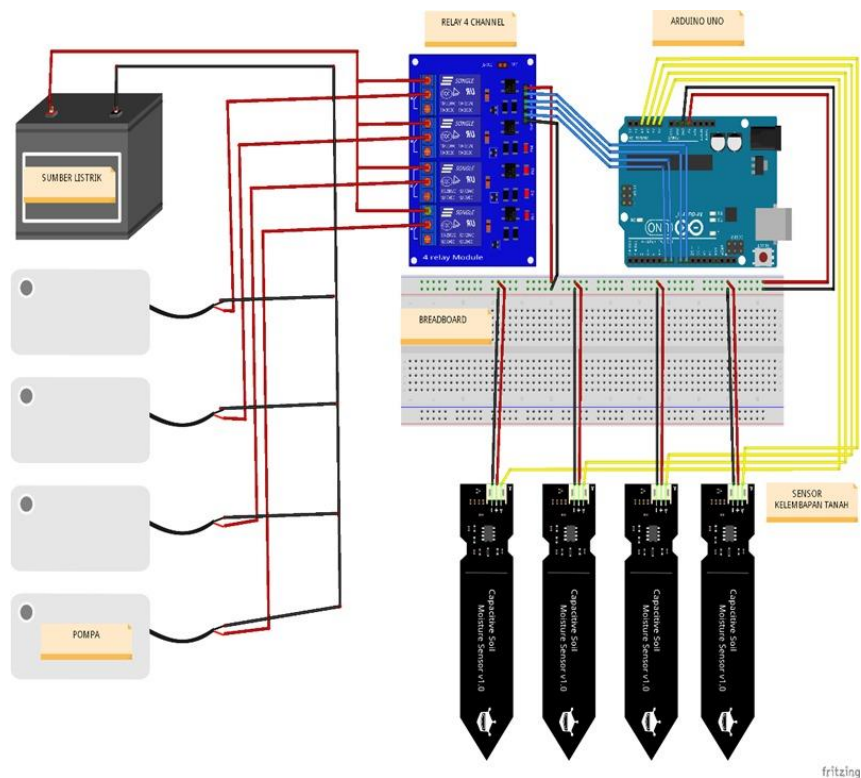 RELAY 4 CHANNEL
ARDUINO UNO
SUMBER LISTRIK
4 relay Module
BREADBOARD
POMPA
SENSOR
KELEMBAPAN TANAH
Capacitive Soil
Moisture Sensor v1.0
Capacitive Soil
Moisture Sensor v1.0
Capacitive Soil
Moisture Sensor v1.0
Capacitive Soil
Moisture Sensor v1.0
fritzing